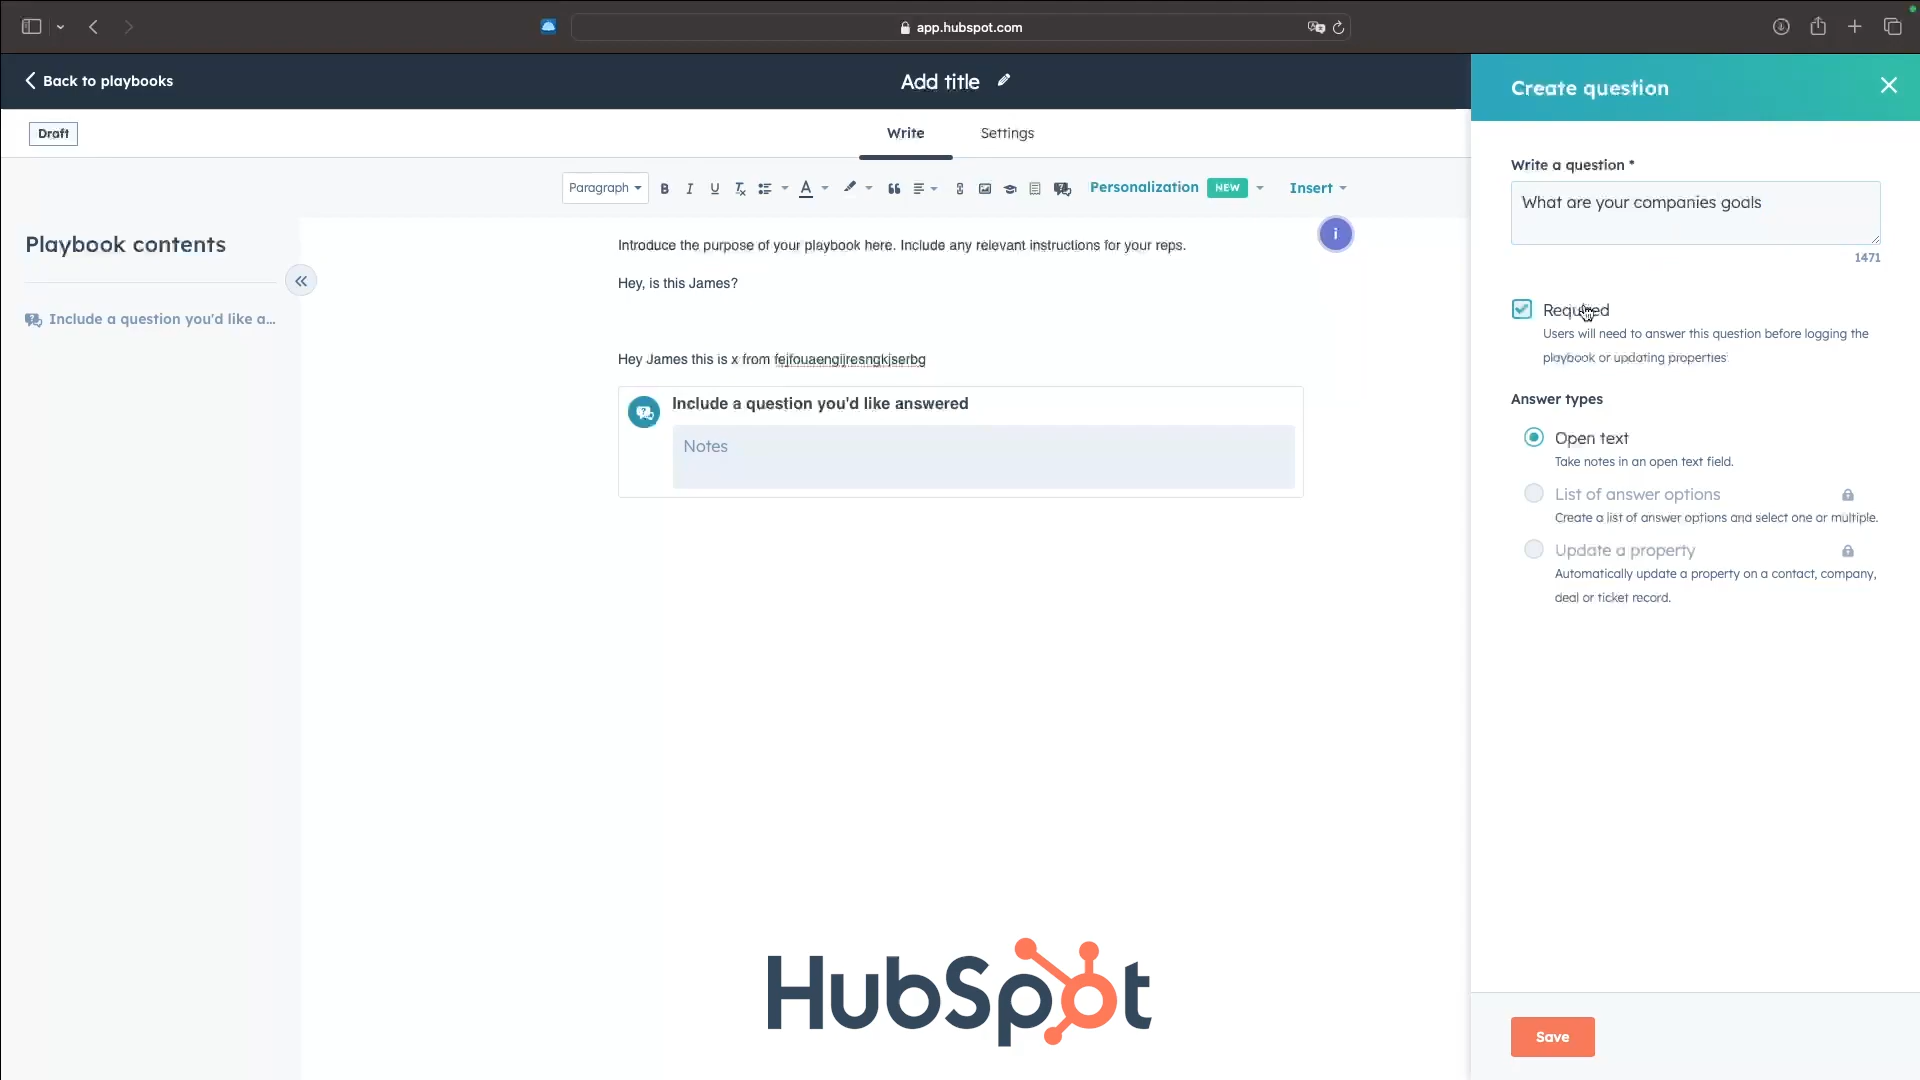 app.hubspot.com
Back to playbooks
Add title
Create question
Draft
Write
Settings
Write a question *
What are your companies goals
1471
Paragraph
B I U
A
Personalization NEW
Insert
Playbook contents
Include a question you'd like a...
Introduce the purpose of your playbook here. Include any relevant instructions for your reps.
Hey, is this James?
Hey James this is x from fejfouaengijresngkjserbg
Include a question you'd like answered
Notes
Required
Users will need to answer this question before logging the
playbook or updating properties
Answer types
Open text
Take notes in an open text field.
List of answer options
Create a list of answer options and select one or multiple.
Update a property
Automatically update a property on a contact, company,
deal or ticket record.
HubSpot
Save